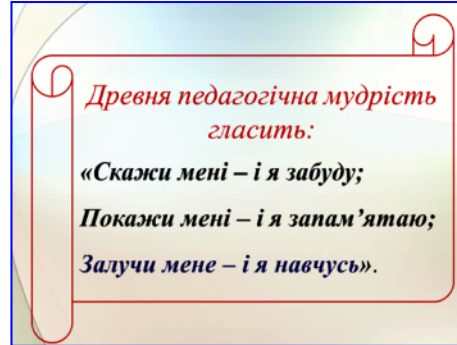 Древня педагогічна мудрість
гласить:
«Скажи мені – і я забуду;
Покажи мені – і я запам’ятаю;
Залучи мене – і я навчусь».